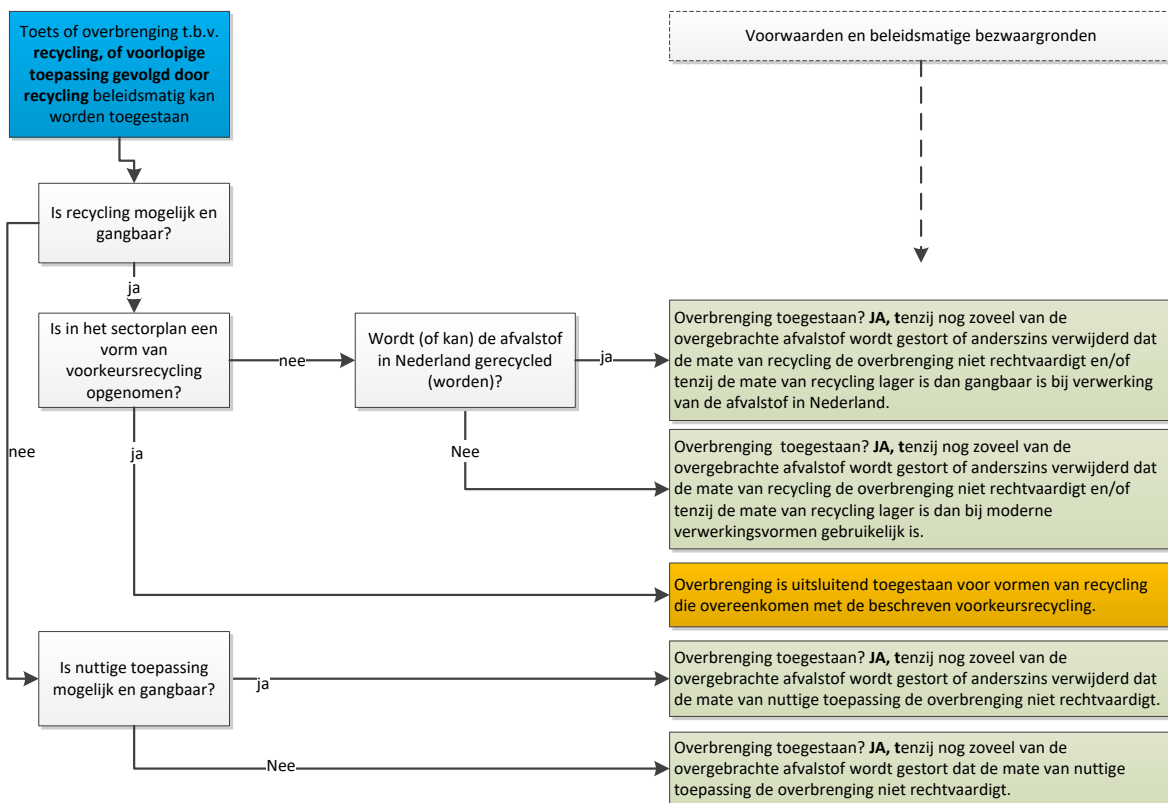 Toets of overbrenging t.b.v.
recycling, of voorlopige
toepassing gevolgd door
recycling beleidsmatig kan
worden toegestaan
Voorwaarden en beleidsmatige bezwaargronden
Is recycling mogelijk en
gangbaar?
ja
Is in het sectorplan een
vorm van
voorkeursrecycling
opgenomen?
nee
Wordt (of kan) de afvalstof
in Nederland gerecycled
(worden)?
ja
Overbrenging toegestaan? JA, tenzij nog zoveel van de
overgebrachte afvalstof wordt gestort of anderszins verwijderd dat
de mate van recycling de overbrenging niet rechtvaardigt en/of
tenzij de mate van recycling lager is dan gangbaar is bij verwerking
van de afvalstof in Nederland.
nee
ja
Nee
Overbrenging toegestaan? JA, tenzij nog zoveel van de
overgebrachte afvalstof wordt gestort of anderszins verwijderd dat
de mate van recycling de overbrenging niet rechtvaardigt en/of
tenzij de mate van recycling lager is dan bij moderne
verwerkingsvormen gebruikelijk is.
Overbrenging is uitsluitend toegestaan voor vormen van recycling
die overeenkomen met de beschreven voorkeursrecycling.
Is nuttige toepassing
mogelijk en gangbaar?
ja
Overbrenging toegestaan? JA, tenzij nog zoveel van de
overgebrachte afvalstof wordt gestort of anderszins verwijderd dat
de mate van nuttige toepassing de overbrenging niet rechtvaardigt.
Nee
Overbrenging toegestaan? JA, tenzij nog zoveel van de
overgebrachte afvalstof wordt gestort dat de mate van nuttige
toepassing de overbrenging niet rechtvaardigt.